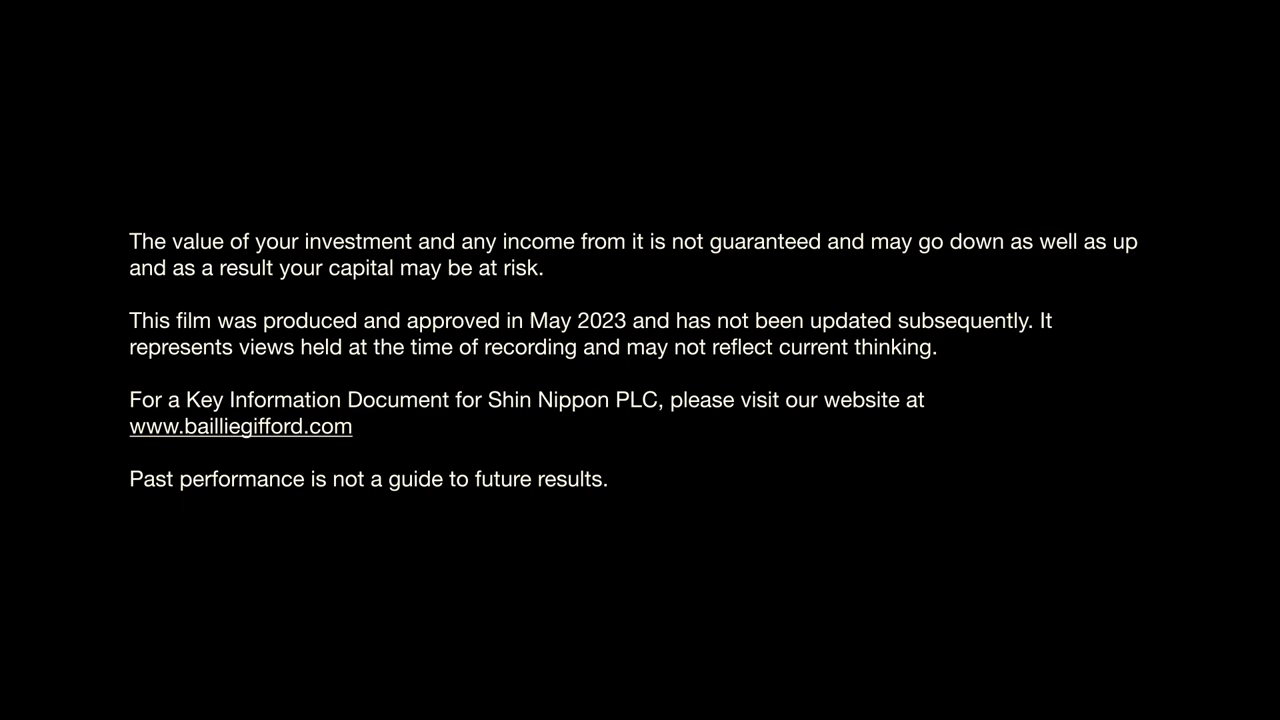 The value of your investment and any income from it is not guaranteed and may go down as well as up
and as a result your capital may be at risk.
This film was produced and approved in May 2023 and has not been updated subsequently. It
represents views held at the time of recording and may not reflect current thinking.
For a Key Information Document for Shin Nippon PLC, please visit our website at
www.bailliegifford.com
Past performance is not a guide to future results.